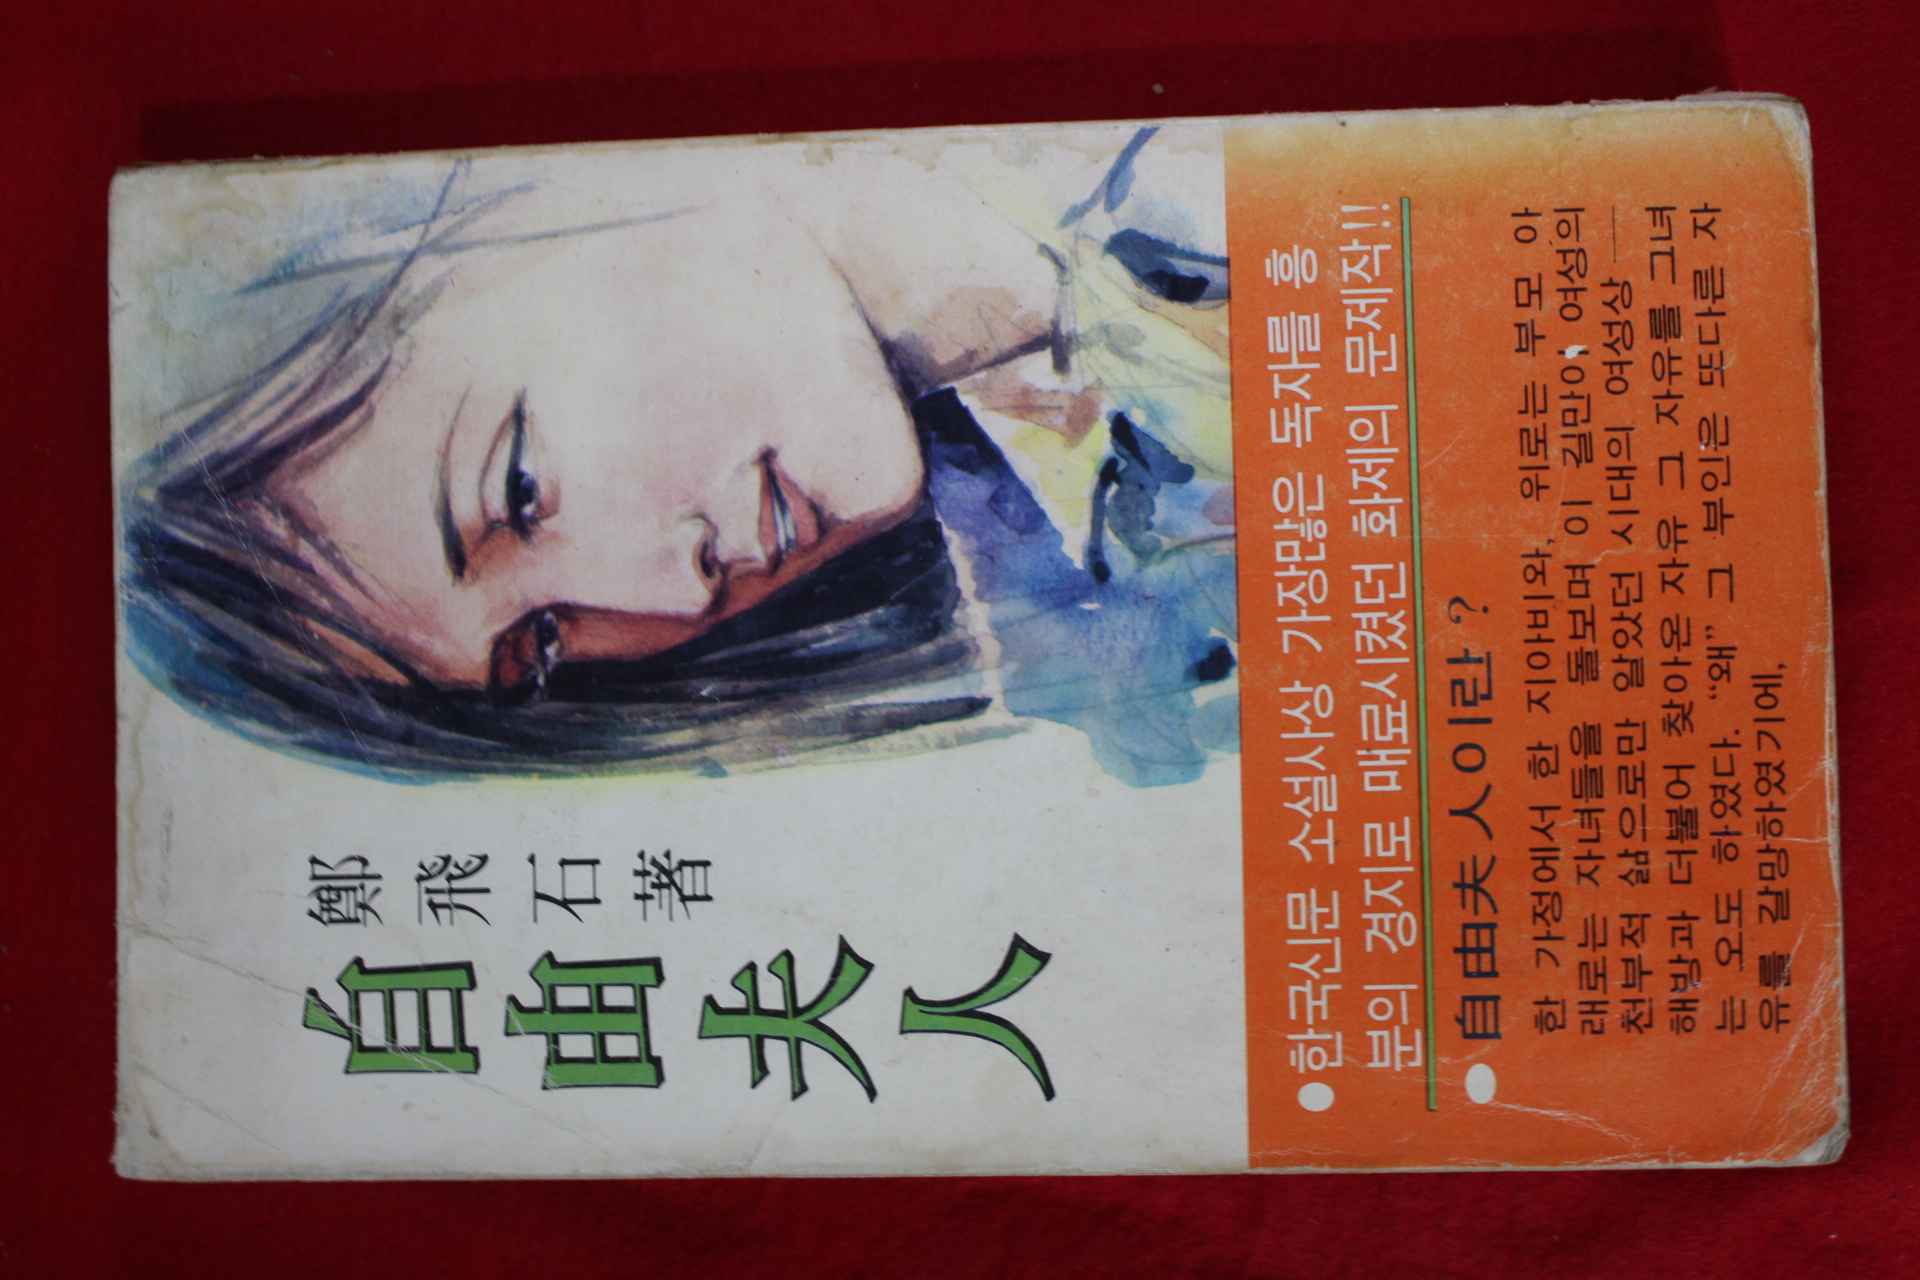 鄭飛石著
自由夫人
●한국신문 소설사상 가장많은 독자를 흥
분의 경지로 매료시켰던 화제의 문제작!!
●自由夫人이란?
한 가정에서 한 지아비와, 위로는 부모 아
래로는 자녀들을 돌보며 이 길만이, 여성의
천부적 삶으로만 알았던 시대의 여성상──
해방과 더불어 찾아온 자유 그 자유를 그녀
는 오도 하였다. “왜” 그 부인은 또다른 자
유를 갈망하였기에,